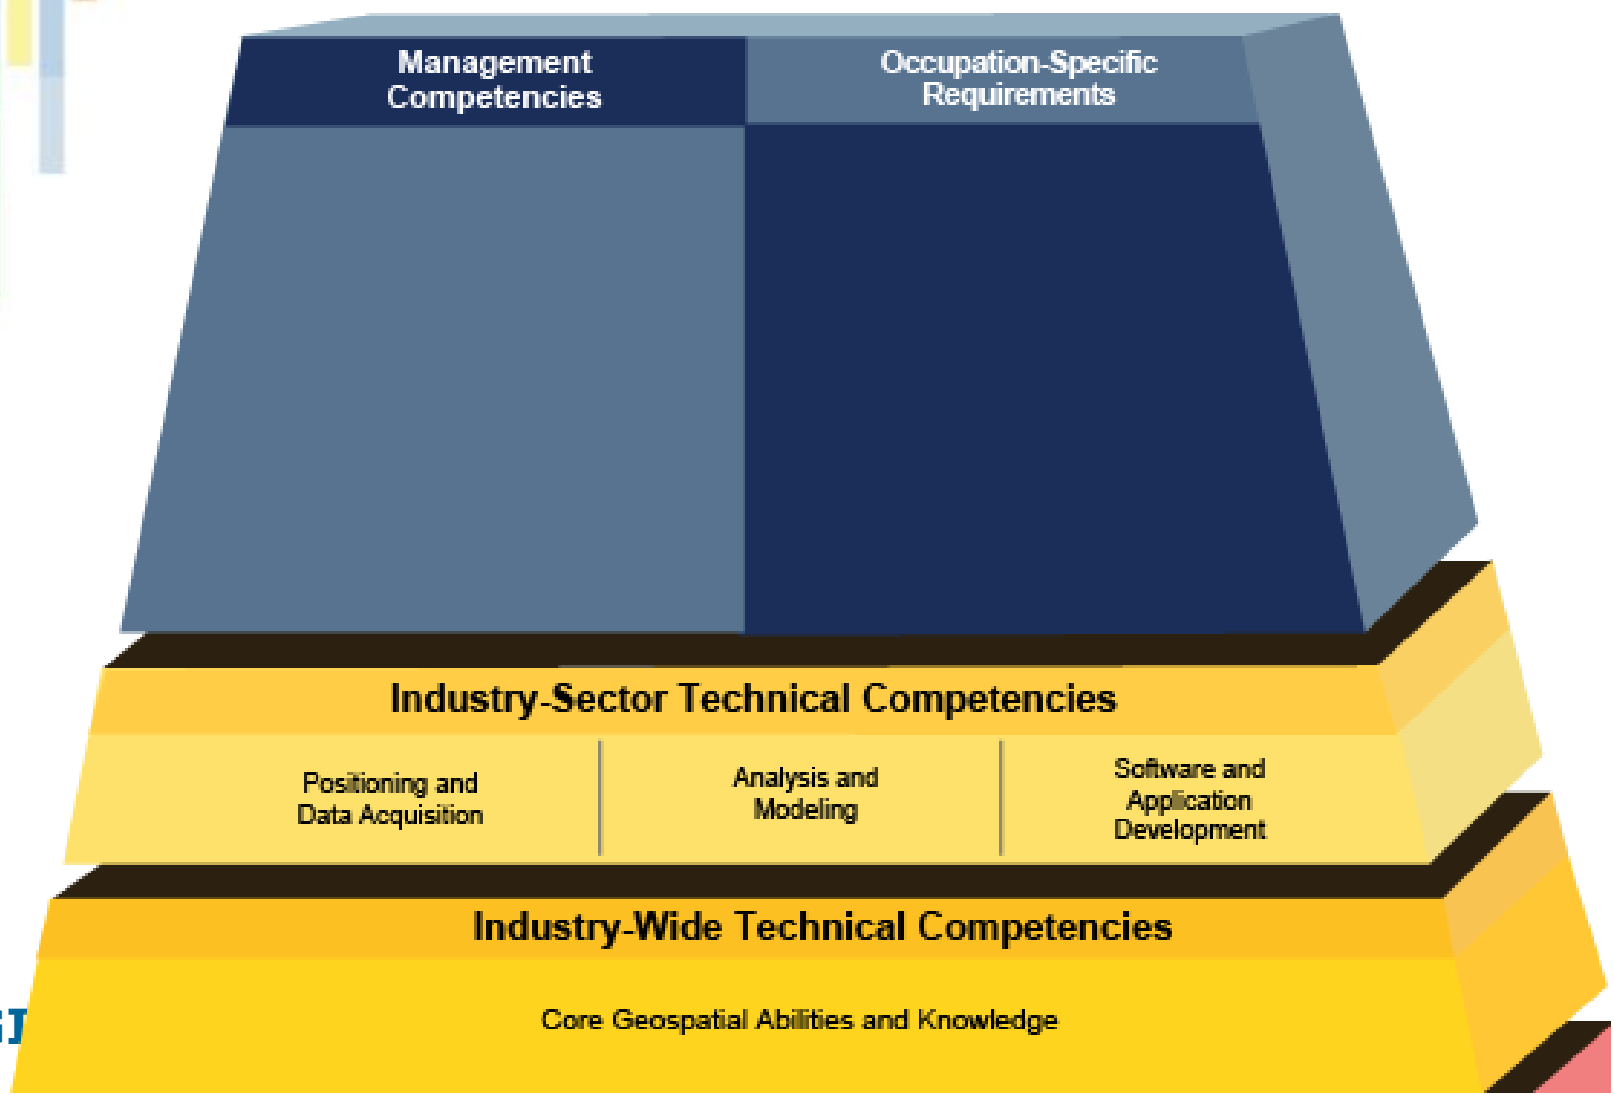 Management
Competencies
Occupation-Specific
Requirements
Industry-Sector Technical Competencies
Positioning and
Data Acquisition
Analysis and
Modeling
Software and
Application
Development
Industry-Wide Technical Competencies
Core Geospatial Abilities and Knowledge